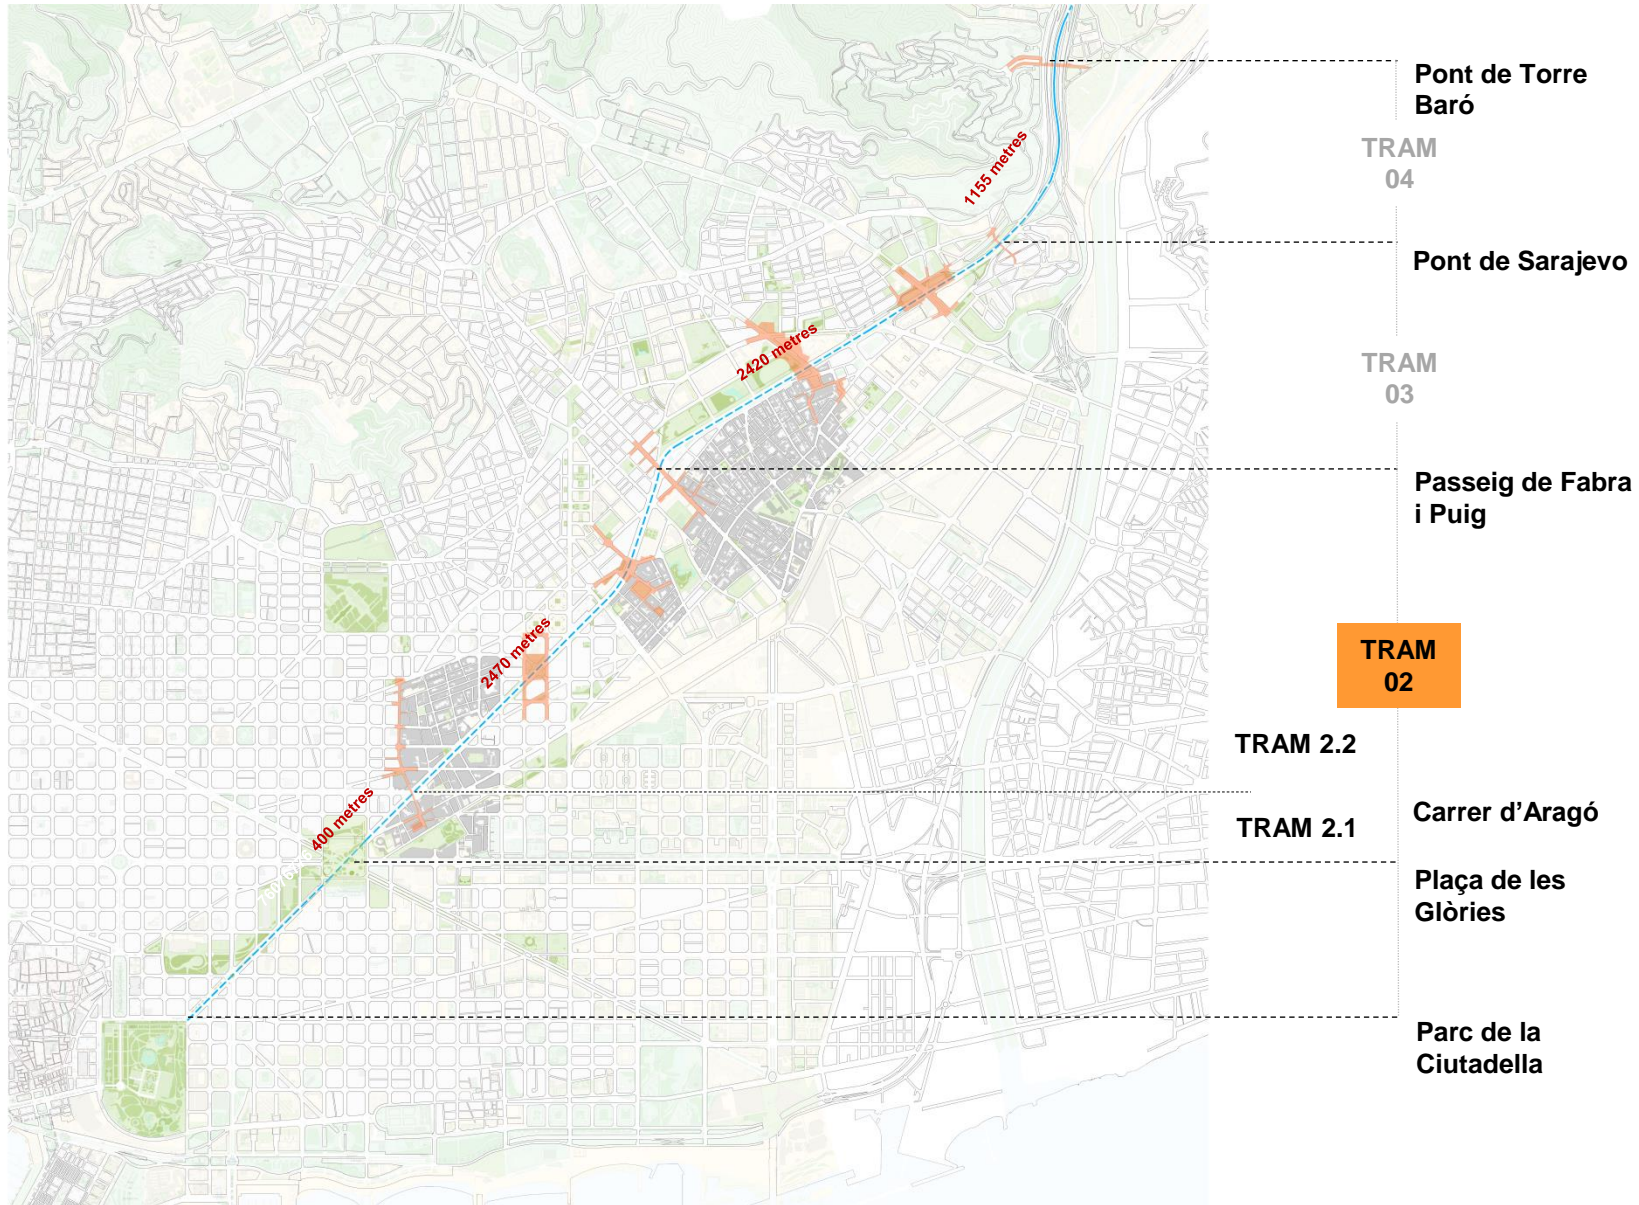 Pont de Torre
Baró
TRAM
04
1155 metres
Pont de Sarajevo
2420 metres
TRAM
03
Passeig de Fabra
i Puig
2470 metres
TRAM
02
TRAM 2.2
400 metres
Carrer d’Aragó
TRAM 2.1
Plaça de les
Glòries
Parc de la
Ciutadella